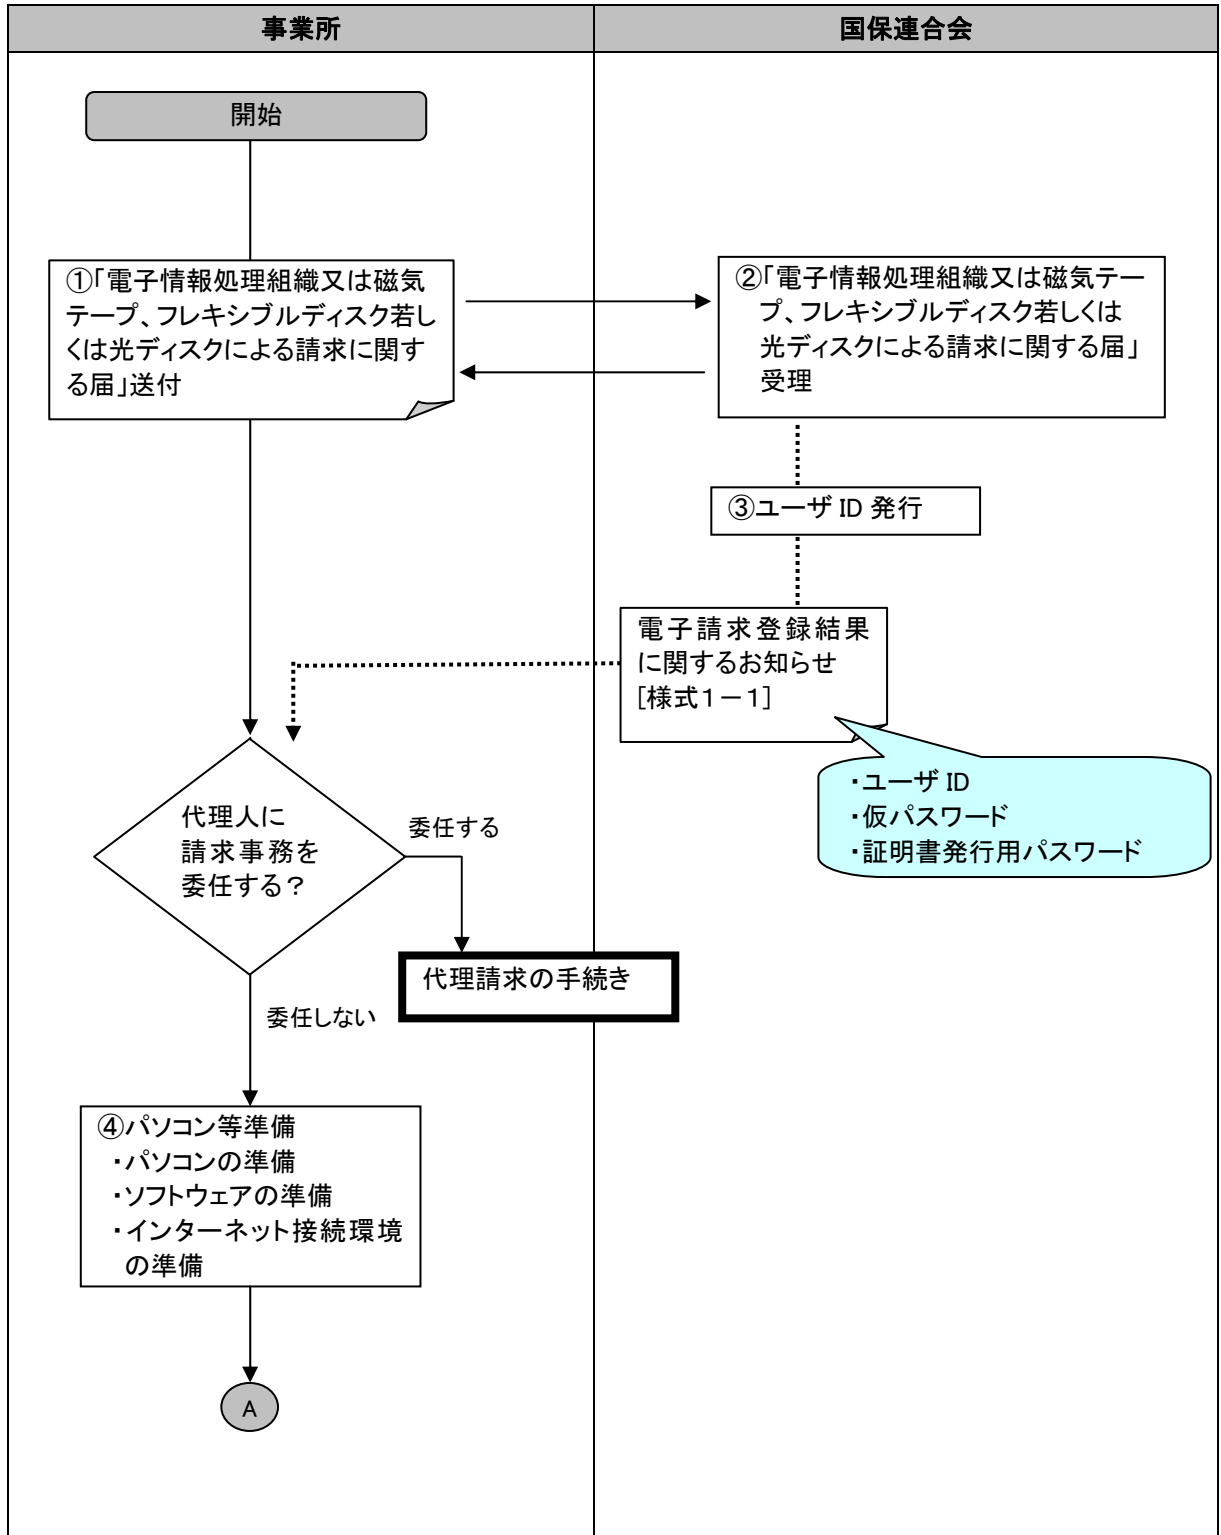 事業所
国保連合会
開始
①「電子情報処理組織又は磁気
テープ、フレキシブルディスク若し
くは光ディスクによる請求に関す
る届」送付
②「電子情報処理組織又は磁気テー
プ、フレキシブルディスク若しくは
光ディスクによる請求に関する届」
受理
③ユーザ ID 発行
電子請求登録結果
に関するお知らせ
[様式1-1]
・ユーザ ID
・仮パスワード
・証明書発行用パスワード
代理人に
請求事務を
委任する?
委任する
代理請求の手続き
委任しない
④パソコン等準備
・パソコンの準備
・ソフトウェアの準備
・インターネット接続環境
の準備
A